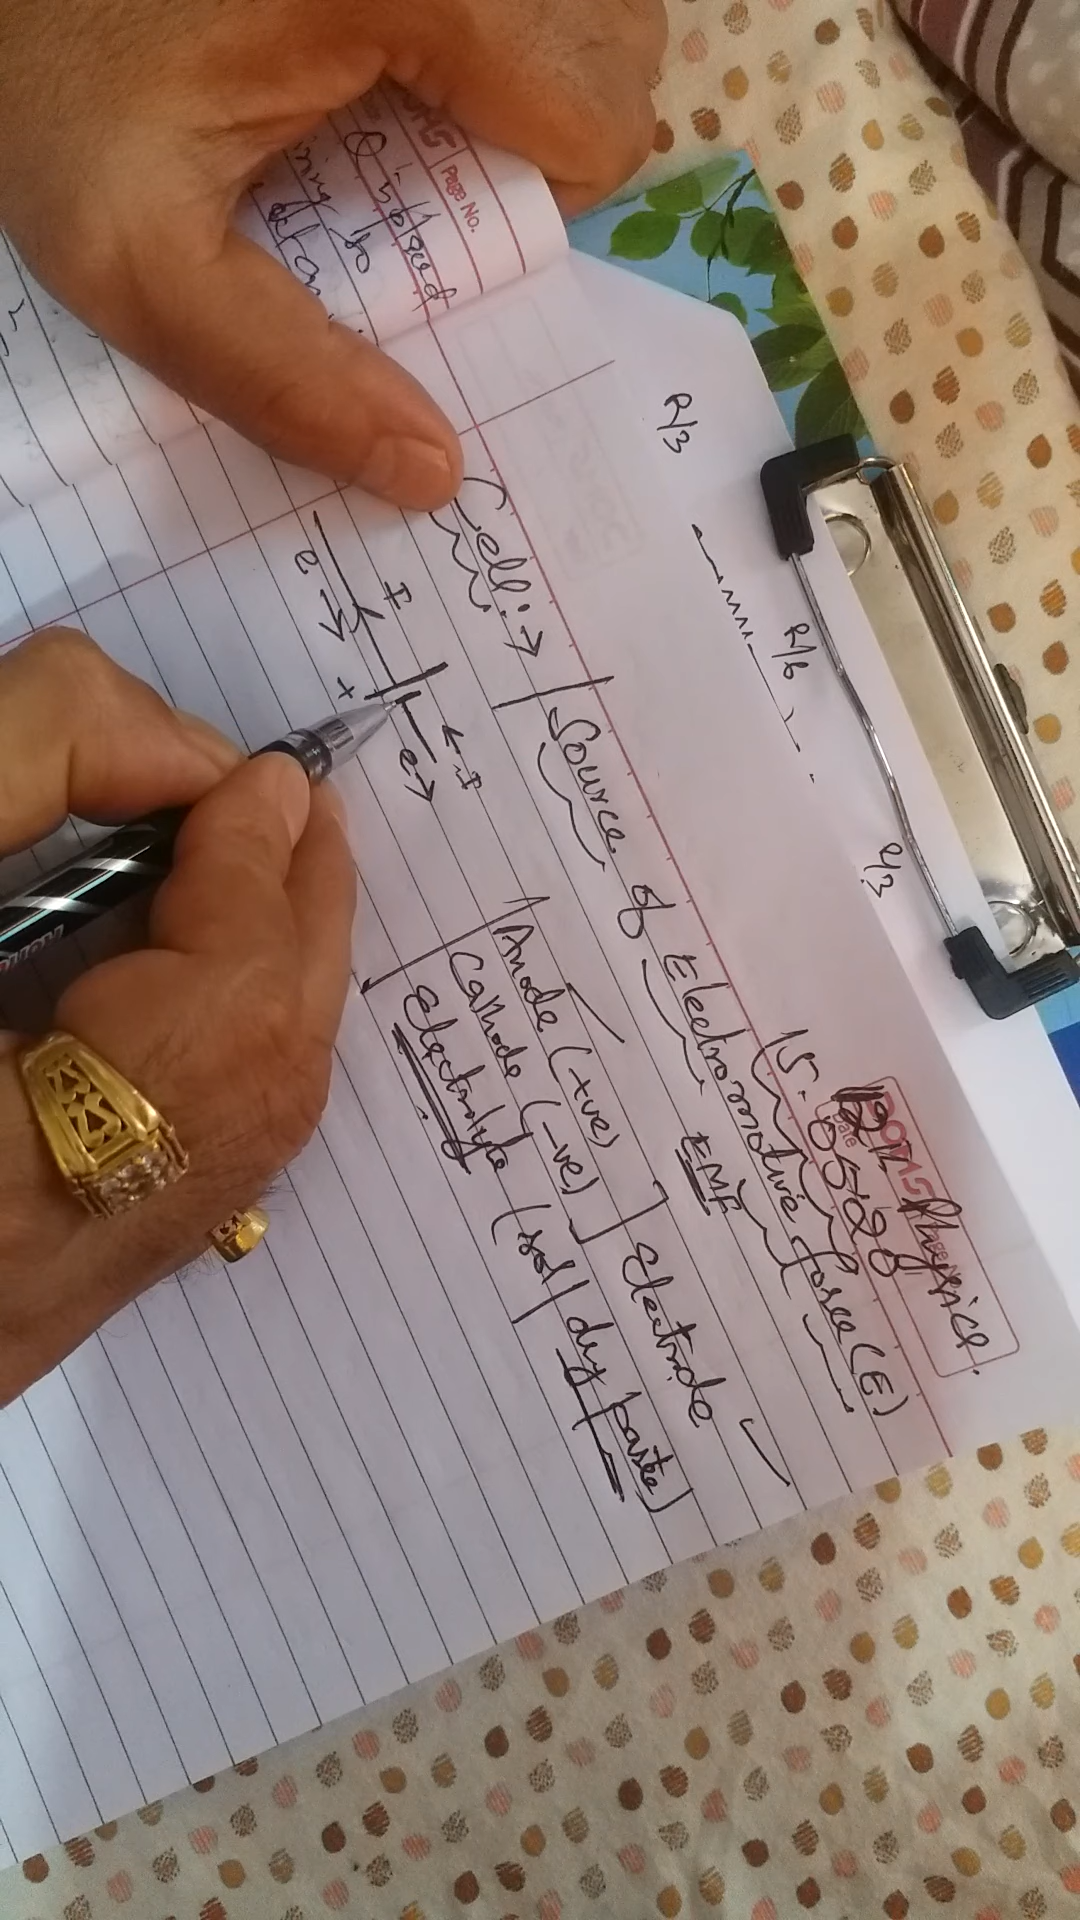 12th Physics.
15.05.26
R/3 R/6 R/3
Cell:→ Source of Electromotive force (E)
EMF
I ←I
e→ + e→
Anode (+ve)
Cathode (-ve) Electrode
Electrolyte (sol/dry paste)
Page No.